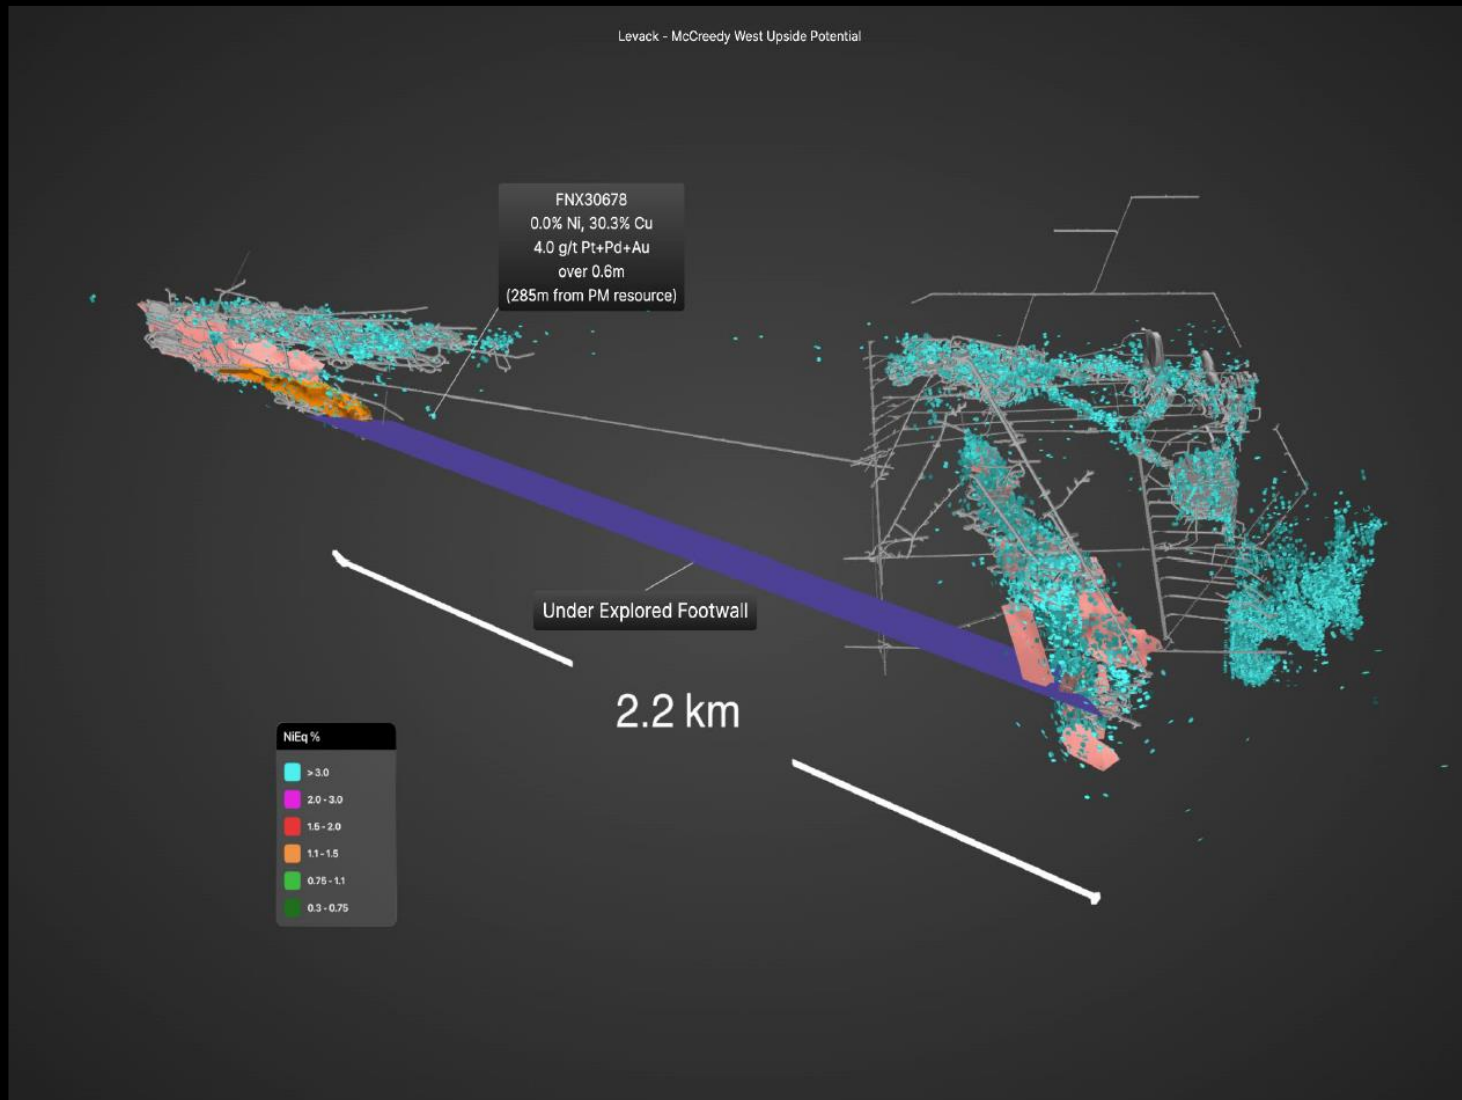 Levack - McCreedy West Upside Potential
FNX30678
0.0% Ni, 30.3% Cu
4.0 g/t Pt+Pd+Au
over 0.6m
(285m from PM resource)
Under Explored Footwall
2.2 km
NiEq %
> 3.0
2.0 - 3.0
1.5 - 2.0
1.1 - 1.5
0.75 - 1.1
0.3 - 0.75